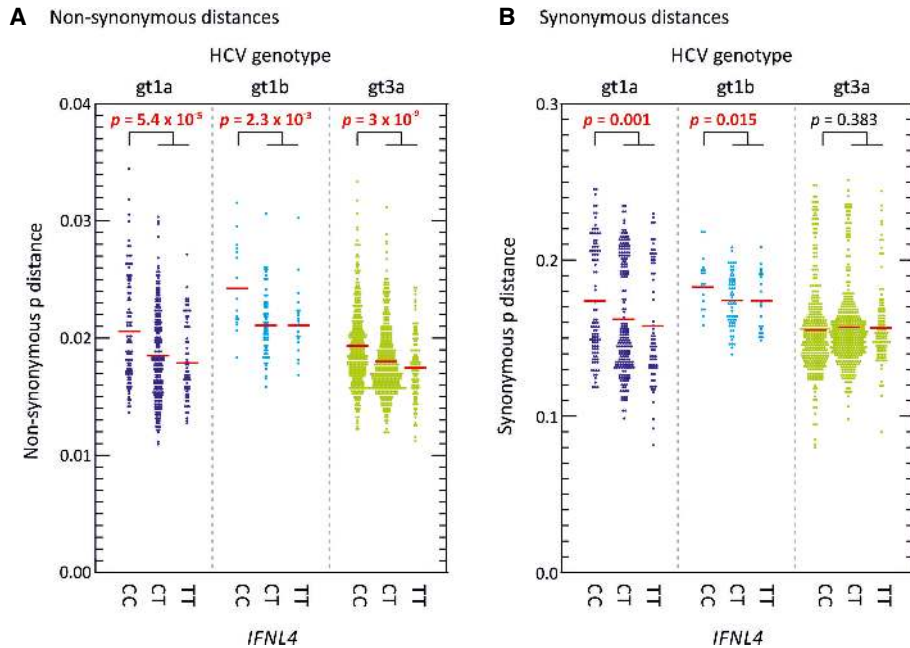 A Non-synonymous distances
HCV genotype
gt1a gt1b gt3a
p = 5.4 x 10⁻⁵ p = 2.3 x 10⁻³ p = 3 x 10⁻⁹
0.04
0.03
0.02
0.01
0.00
Non-synonymous p distance
CC CT TT CC CT TT CC CT TT
IFNL4
B Synonymous distances
HCV genotype
gt1a gt1b gt3a
p = 0.001 p = 0.015 p = 0.383
0.3
0.2
0.1
0.0
Synonymous p distance
CC CT TT CC CT TT CC CT TT
IFNL4